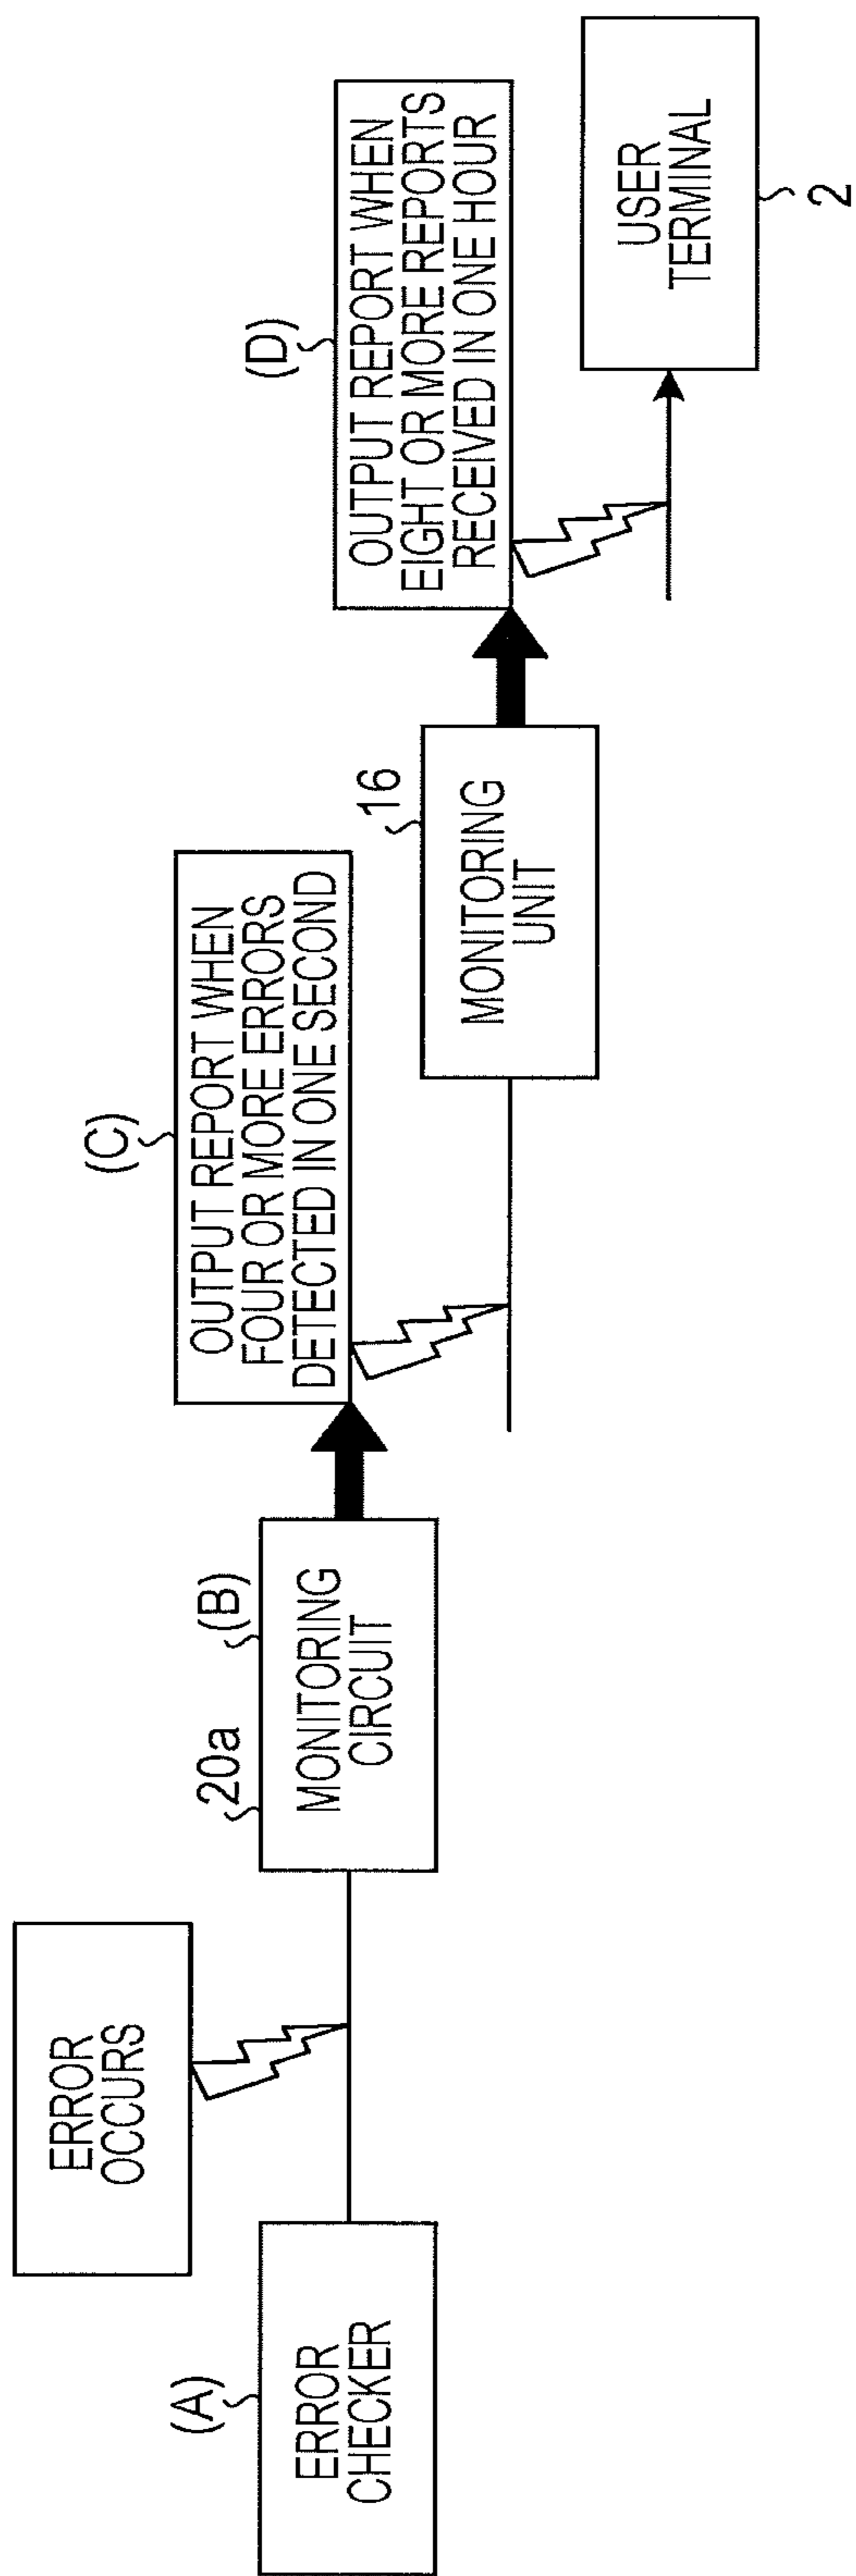 ERROR
OCCURS
(A)
ERROR
CHECKER
20a
(B)
MONITORING
CIRCUIT
(C)
OUTPUT REPORT WHEN
FOUR OR MORE ERRORS
DETECTED IN ONE SECOND
16
MONITORING
UNIT
(D)
OUTPUT REPORT WHEN
EIGHT OR MORE REPORTS
RECEIVED IN ONE HOUR
USER
TERMINAL
2